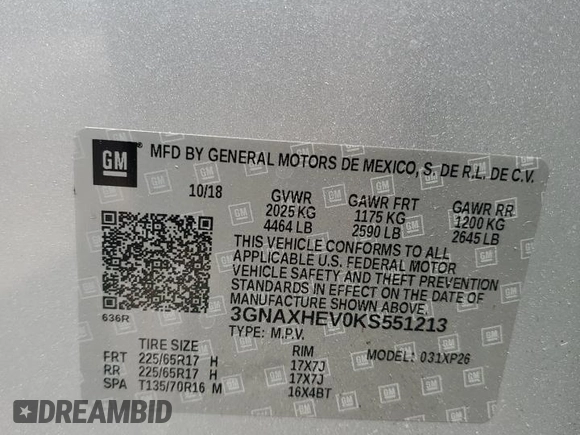 GM
MFD BY GENERAL MOTORS DE MEXICO, S. DE R.L. DE C.V.
10/18 GVWR GAWR FRT GAWR RR
2025 KG 1175 KG 1200 KG
4464 LB 2590 LB 2645 LB
THIS VEHICLE CONFORMS TO ALL
APPLICABLE U.S. FEDERAL MOTOR
VEHICLE SAFETY AND THEFT PREVENTION
STANDARDS IN EFFECT ON THE DATE OF
MANUFACTURE SHOWN ABOVE.
636R 3GNAXHEV0KS551213
TYPE: M.P.V.
TIRE SIZE RIM MODEL: 031XP26
FRT 225/65R17 H 17X7J
RR 225/65R17 H 17X7J
SPA T135/70R16 M 16X4BT
DREAMBID